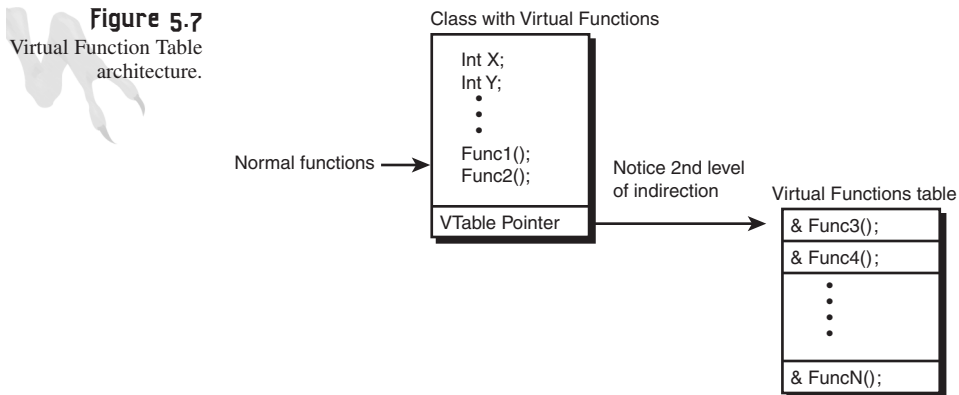 Figure 5.7
Virtual Function Table
architecture.
Class with Virtual Functions
Int X;
Int Y;
Normal functions
Func1();
Func2();
VTable Pointer
Notice 2nd level
of indirection
Virtual Functions table
& Func3();
& Func4();
& FuncN();